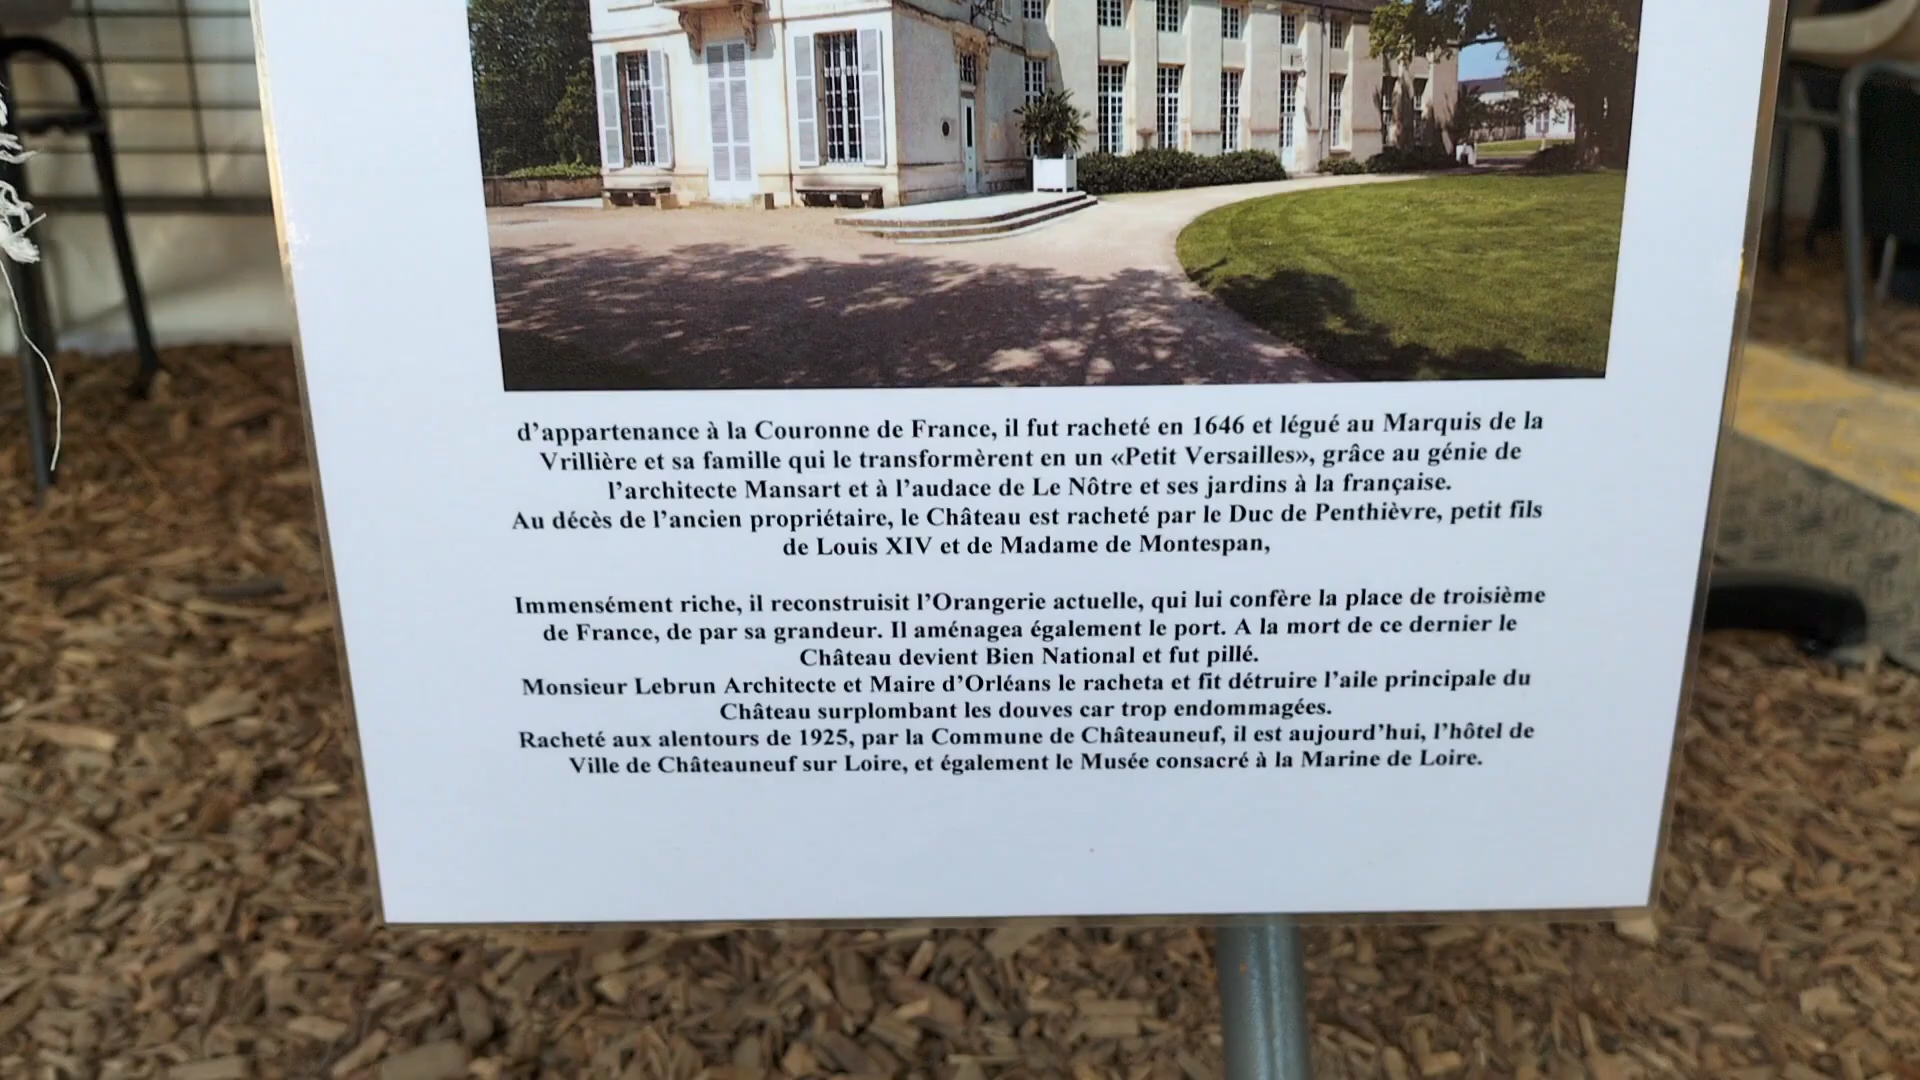 d'appartenance à la Couronne de France, il fut racheté en 1646 et légué au Marquis de la
Vrillière et sa famille qui le transformèrent en un «Petit Versailles», grâce au génie de
l'architecte Mansart et à l'audace de Le Nôtre et ses jardins à la française.
Au décès de l'ancien propriétaire, le Château est racheté par le Duc de Penthièvre, petit fils
de Louis XIV et de Madame de Montespan,
Immensément riche, il reconstruisit l'Orangerie actuelle, qui lui confère la place de troisième
de France, de par sa grandeur. Il aménagea également le port. A la mort de ce dernier le
Château devient Bien National et fut pillé.
Monsieur Lebrun Architecte et Maire d'Orléans le racheta et fit détruire l'aile principale du
Château surplombant les douves car trop endommagées.
Racheté aux alentours de 1925, par la Commune de Châteauneuf, il est aujourd'hui, l'hôtel de
Ville de Châteauneuf sur Loire, et également le Musée consacré à la Marine de Loire.